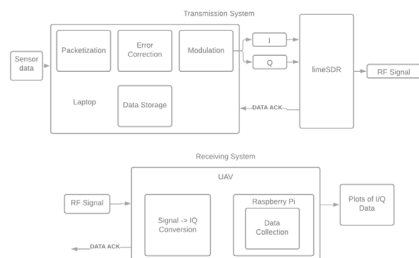 Transmission System
Sensor
data
Packetization
Error
Correction
Modulation
I
Q
limeSDR
RF Signal
Laptop
Data Storage
DATA ACK
Receiving System
UAV
RF Signal
Signal -> IQ
Conversion
Raspberry Pi
Data
Collection
Plots of I/Q
Data
DATA ACK